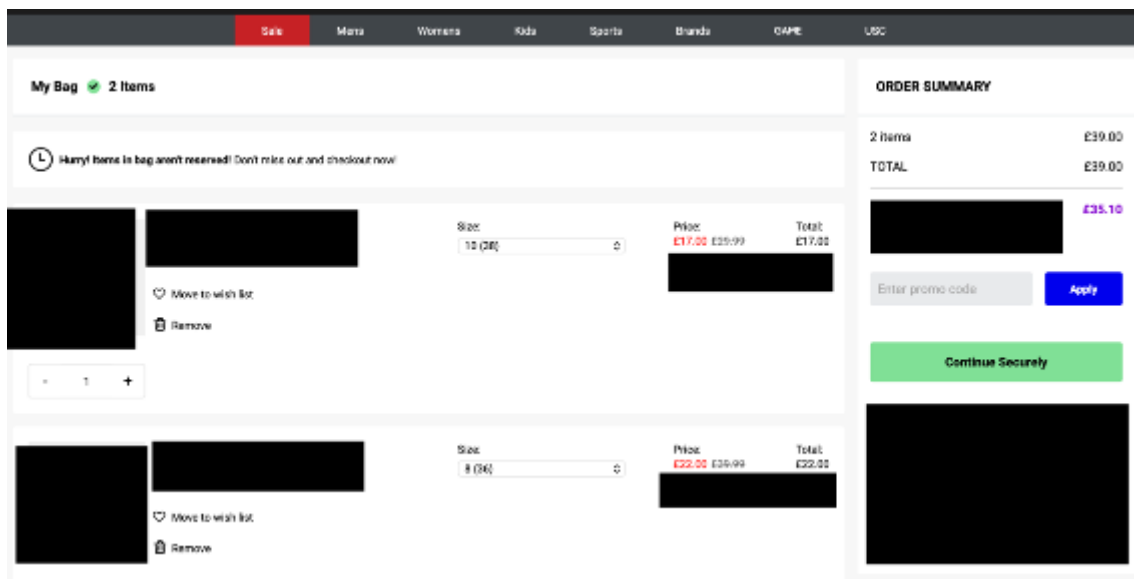 Sale Mens Womens Kids Sports Brands GAME USC
My Bag 2 Items
Hurry! Items in bag aren't reserved! Don't miss out and checkout now!
Size: Price: Total:
10 (38) £17.00 £39.99 £17.00
Move to wish list
Remove
- 1 +
Size: Price: Total:
8 (36) £22.00 £39.99 £22.00
Move to wish list
Remove
ORDER SUMMARY
2 items £39.00
TOTAL £39.00
£35.10
Enter promo code Apply
Continue Securely